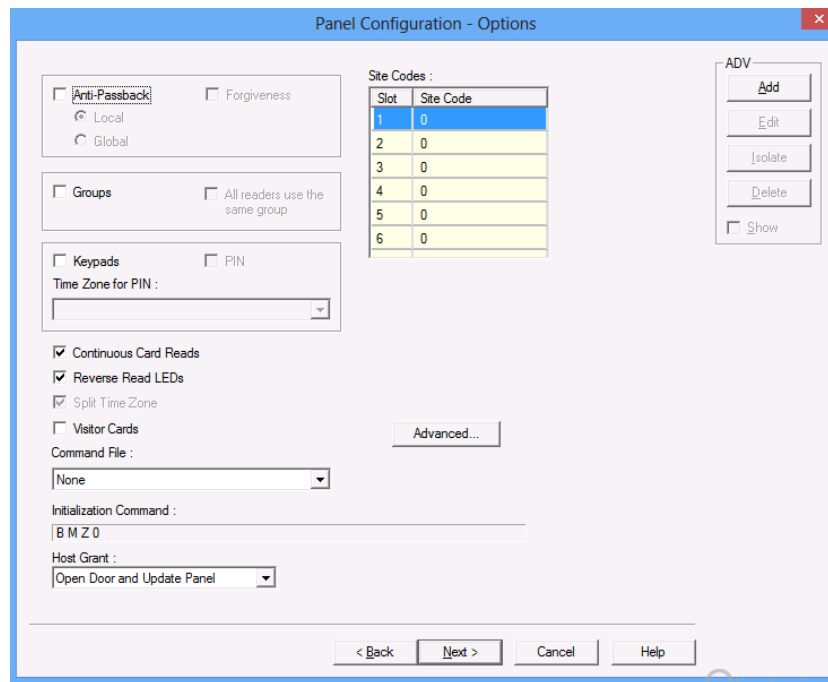 Panel Configuration - Options
x
Anti-Passback
Forgiveness
Local
Global
Groups
All readers use the
same group
Keypads
PIN
Time Zone for PIN :
Continuous Card Reads
Reverse Read LEDs
Split Time Zone
Visitor Cards
Command File :
None
Initialization Command :
B M Z 0
Host Grant :
Open Door and Update Panel
Site Codes :
Slot Site Code
1 0
2 0
3 0
4 0
5 0
6 0
Advanced...
ADV
Add
Edit
Isolate
Delete
Show
< Back
Next >
Cancel
Help